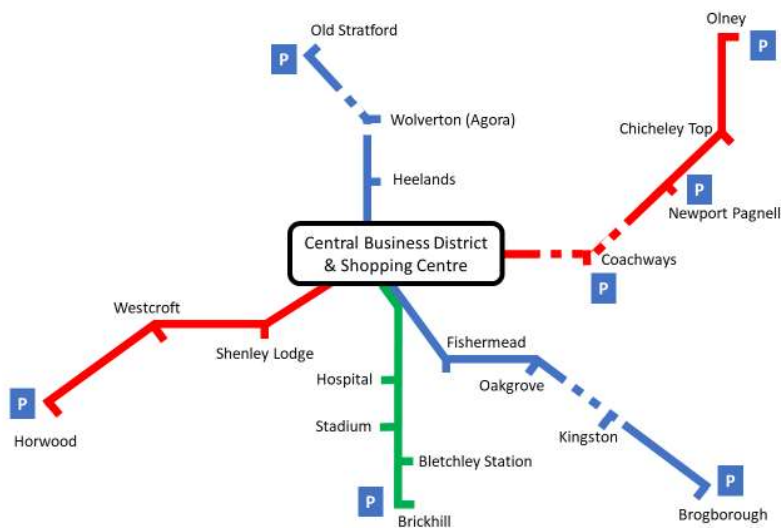 Olney
P
Old Stratford
P
Wolverton (Agora)
Chicheley Top
Heelands
P
Newport Pagnell
Central Business District
& Shopping Centre
Coachways
P
Westcroft
Shenley Lodge
Fishermead
Hospital
Oakgrove
P
Horwood
Stadium
Kingston
Bletchley Station
P
P
Brickhill
Brogborough